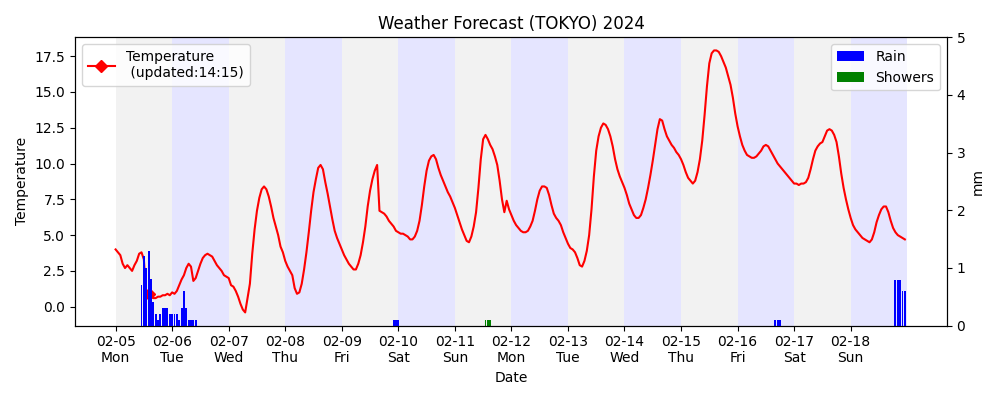 Weather Forecast (TOKYO) 2024
Temperature
(updated:14:15)
Rain
Showers
Temperature
17.5
15.0
12.5
10.0
7.5
5.0
2.5
0.0
5
4
3
2
1
0
mm
02-05 02-06 02-07 02-08 02-09 02-10 02-11 02-12 02-13 02-14 02-15 02-16 02-17 02-18
Mon Tue Wed Thu Fri Sat Sun Mon Tue Wed Thu Fri Sat Sun
Date